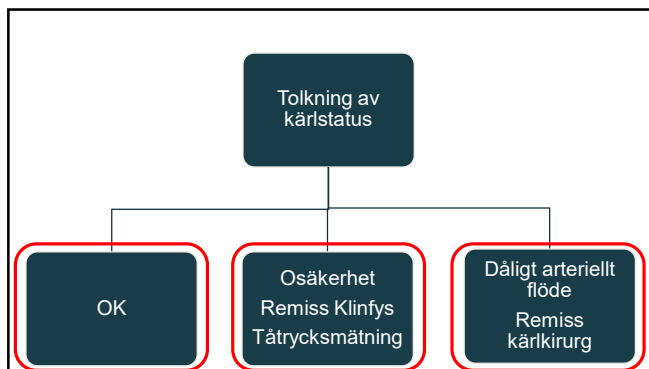 Tolkning av
kärlstatus
OK
Osäkerhet
Remiss Klinfys
Tåtrycksmätning
Dåligt arteriellt
flöde
Remiss
kärlkirurg